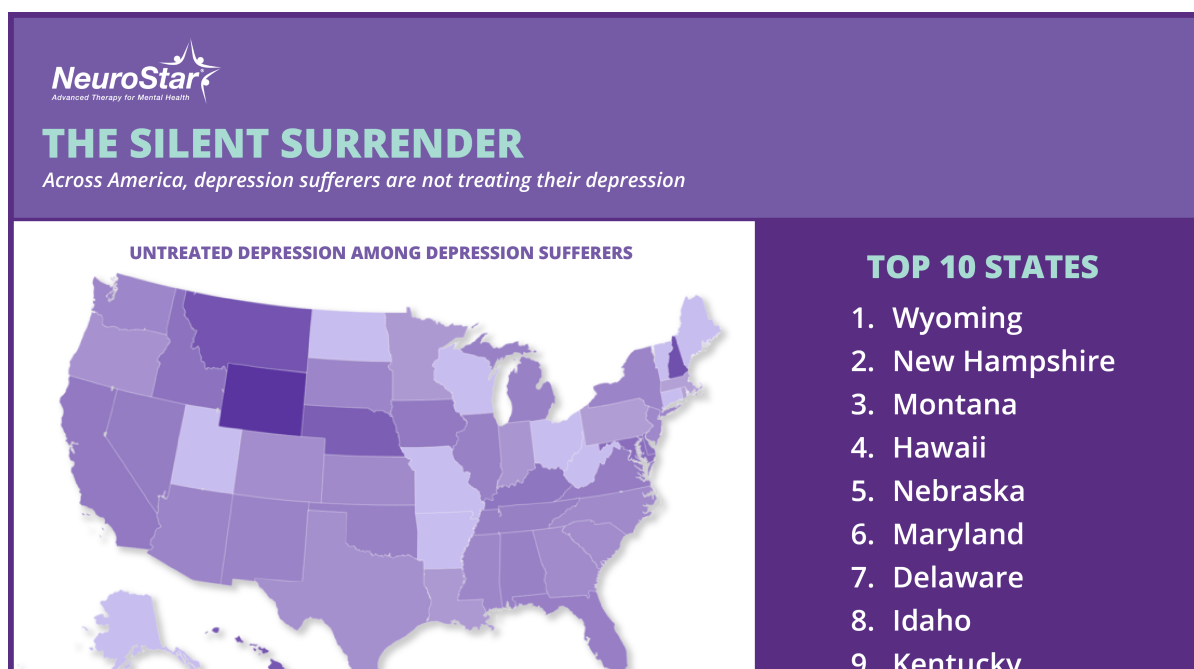 NeuroStar®
Advanced Therapy for Mental Health
THE SILENT SURRENDER
Across America, depression sufferers are not treating their depression
UNTREATED DEPRESSION AMONG DEPRESSION SUFFERERS
TOP 10 STATES
1. Wyoming
2. New Hampshire
3. Montana
4. Hawaii
5. Nebraska
6. Maryland
7. Delaware
8. Idaho
9. Kentucky